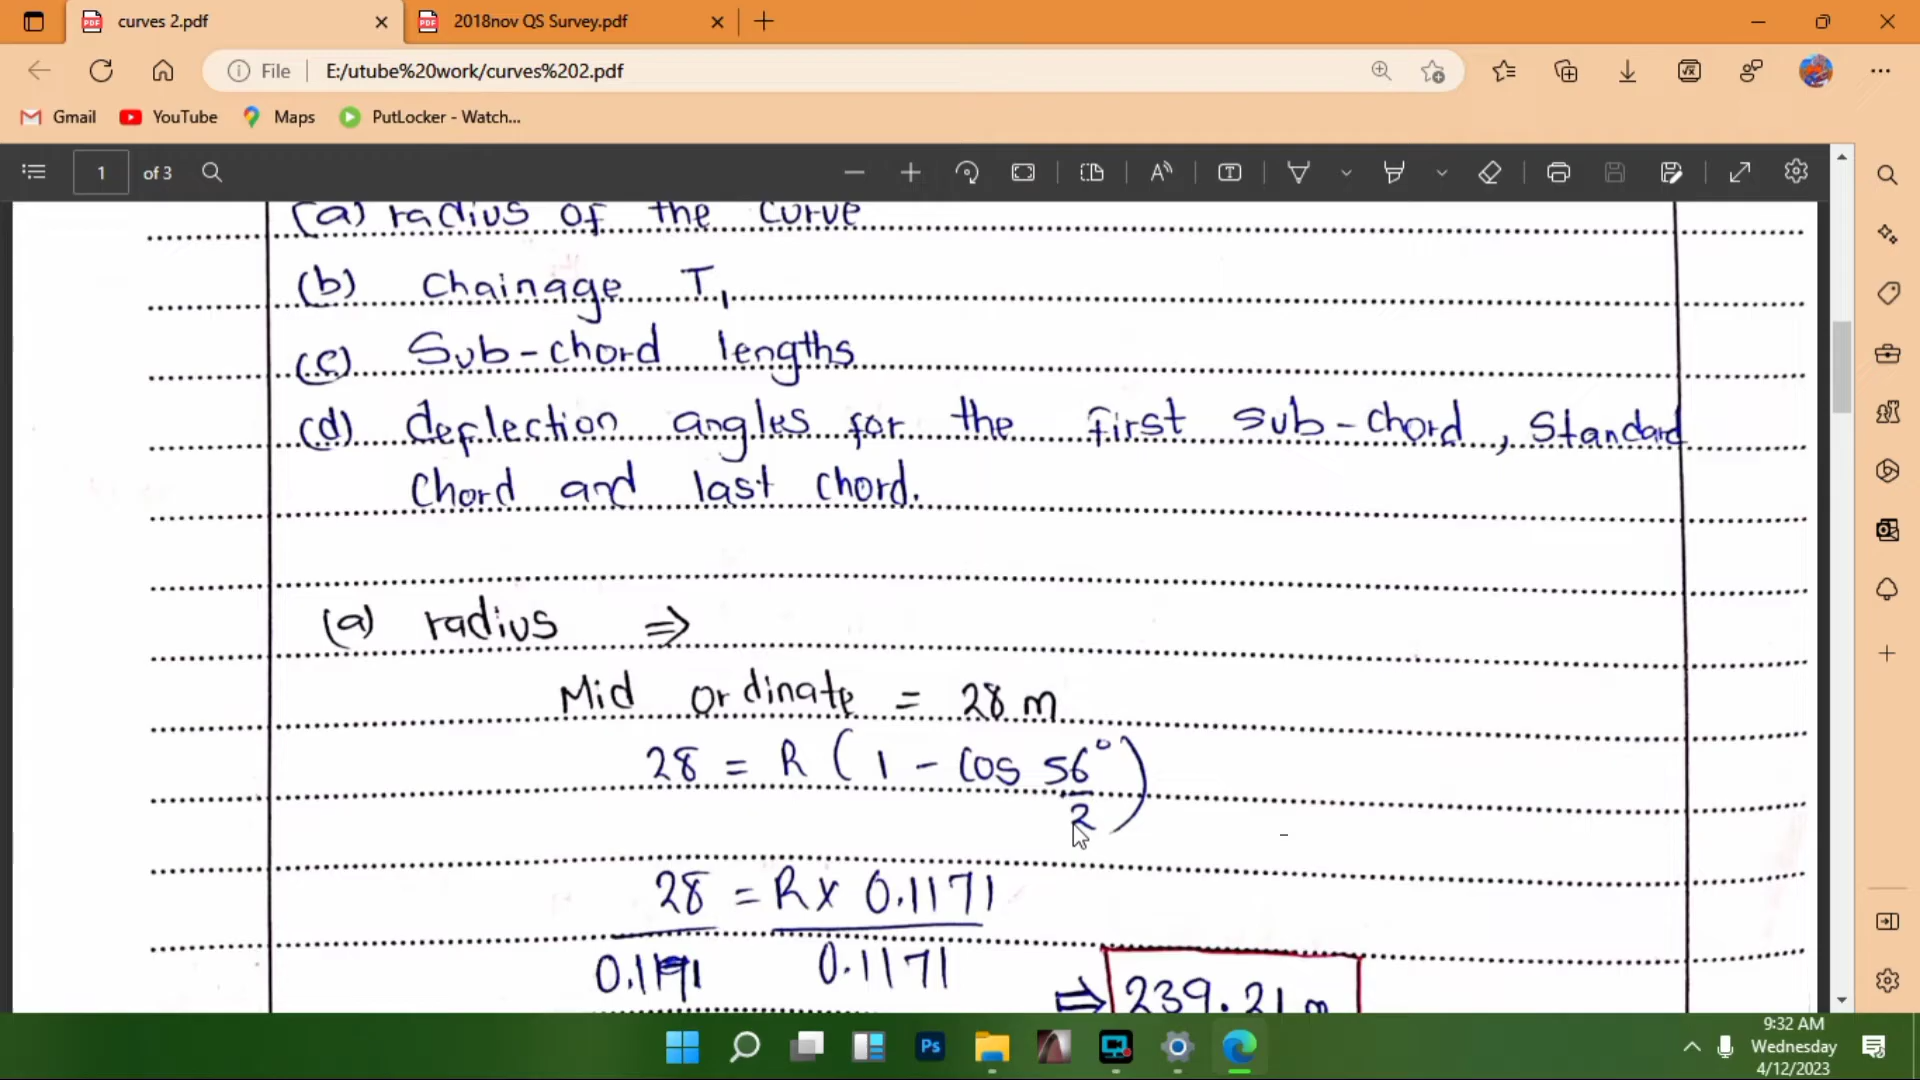 curves 2.pdf
2018nov QS Survey.pdf
File
E:/utube%20work/curves%202.pdf
Gmail
YouTube
Maps
PutLocker - Watch...
1 of 3
(a) radius of the curve
(b) Chainage T1
(c) Sub-chord lengths
(d) deflection angles for the first sub-chord, Standard
Chord and last chord.
(a) radius ⇒
Mid ordinate = 28 m
28 = R ( 1 - Cos 56°/2 )
28 = R x 0.1171
0.1171 0.1171
⇒ 239.21 m
Ps
9:32 AM
Wednesday
4/12/2023